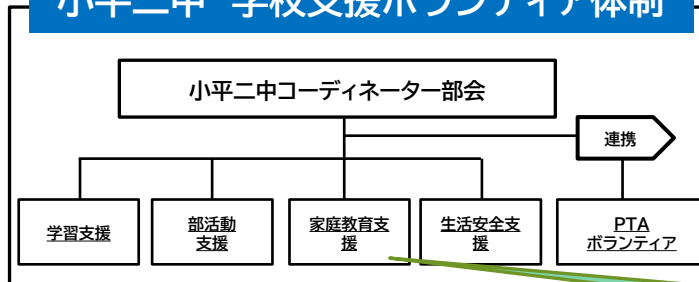 小平二中 学校支援ボランティア体制
小平二中コーディネーター部会
連携
学習支援
部活動
支援
家庭教育支
援
生活安全支
援
PTA
ボランティア